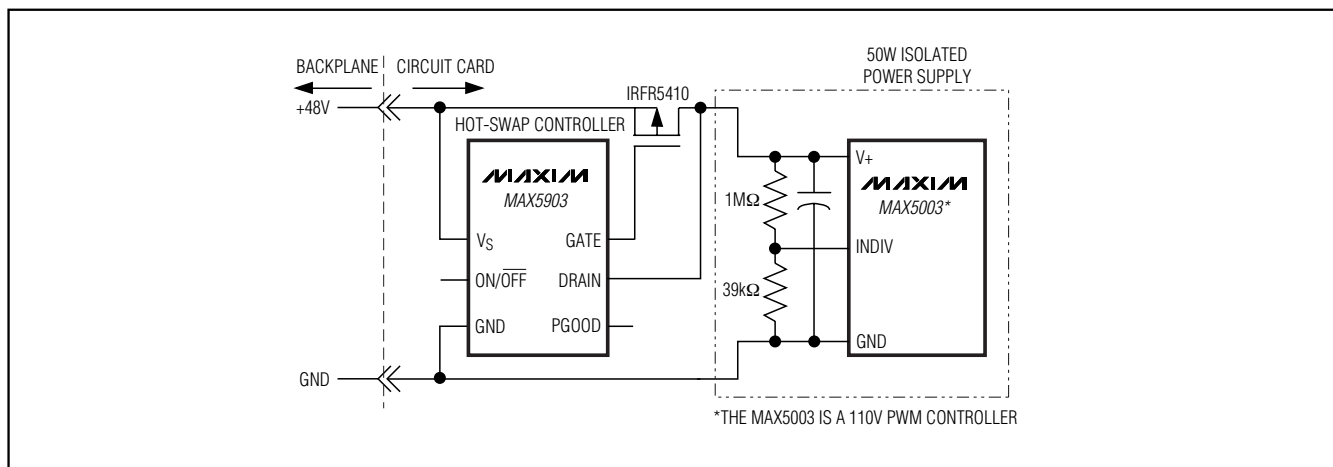 BACKPLANE
CIRCUIT CARD
+48V
IRFR5410
HOT-SWAP CONTROLLER
MAXIM
MAX5903
VS
GATE
ON/OFF
DRAIN
GND
PGOOD
GND
50W ISOLATED
POWER SUPPLY
V+
MAXIM
MAX5003*
1MΩ
INDIV
39kΩ
GND
*THE MAX5003 IS A 110V PWM CONTROLLER